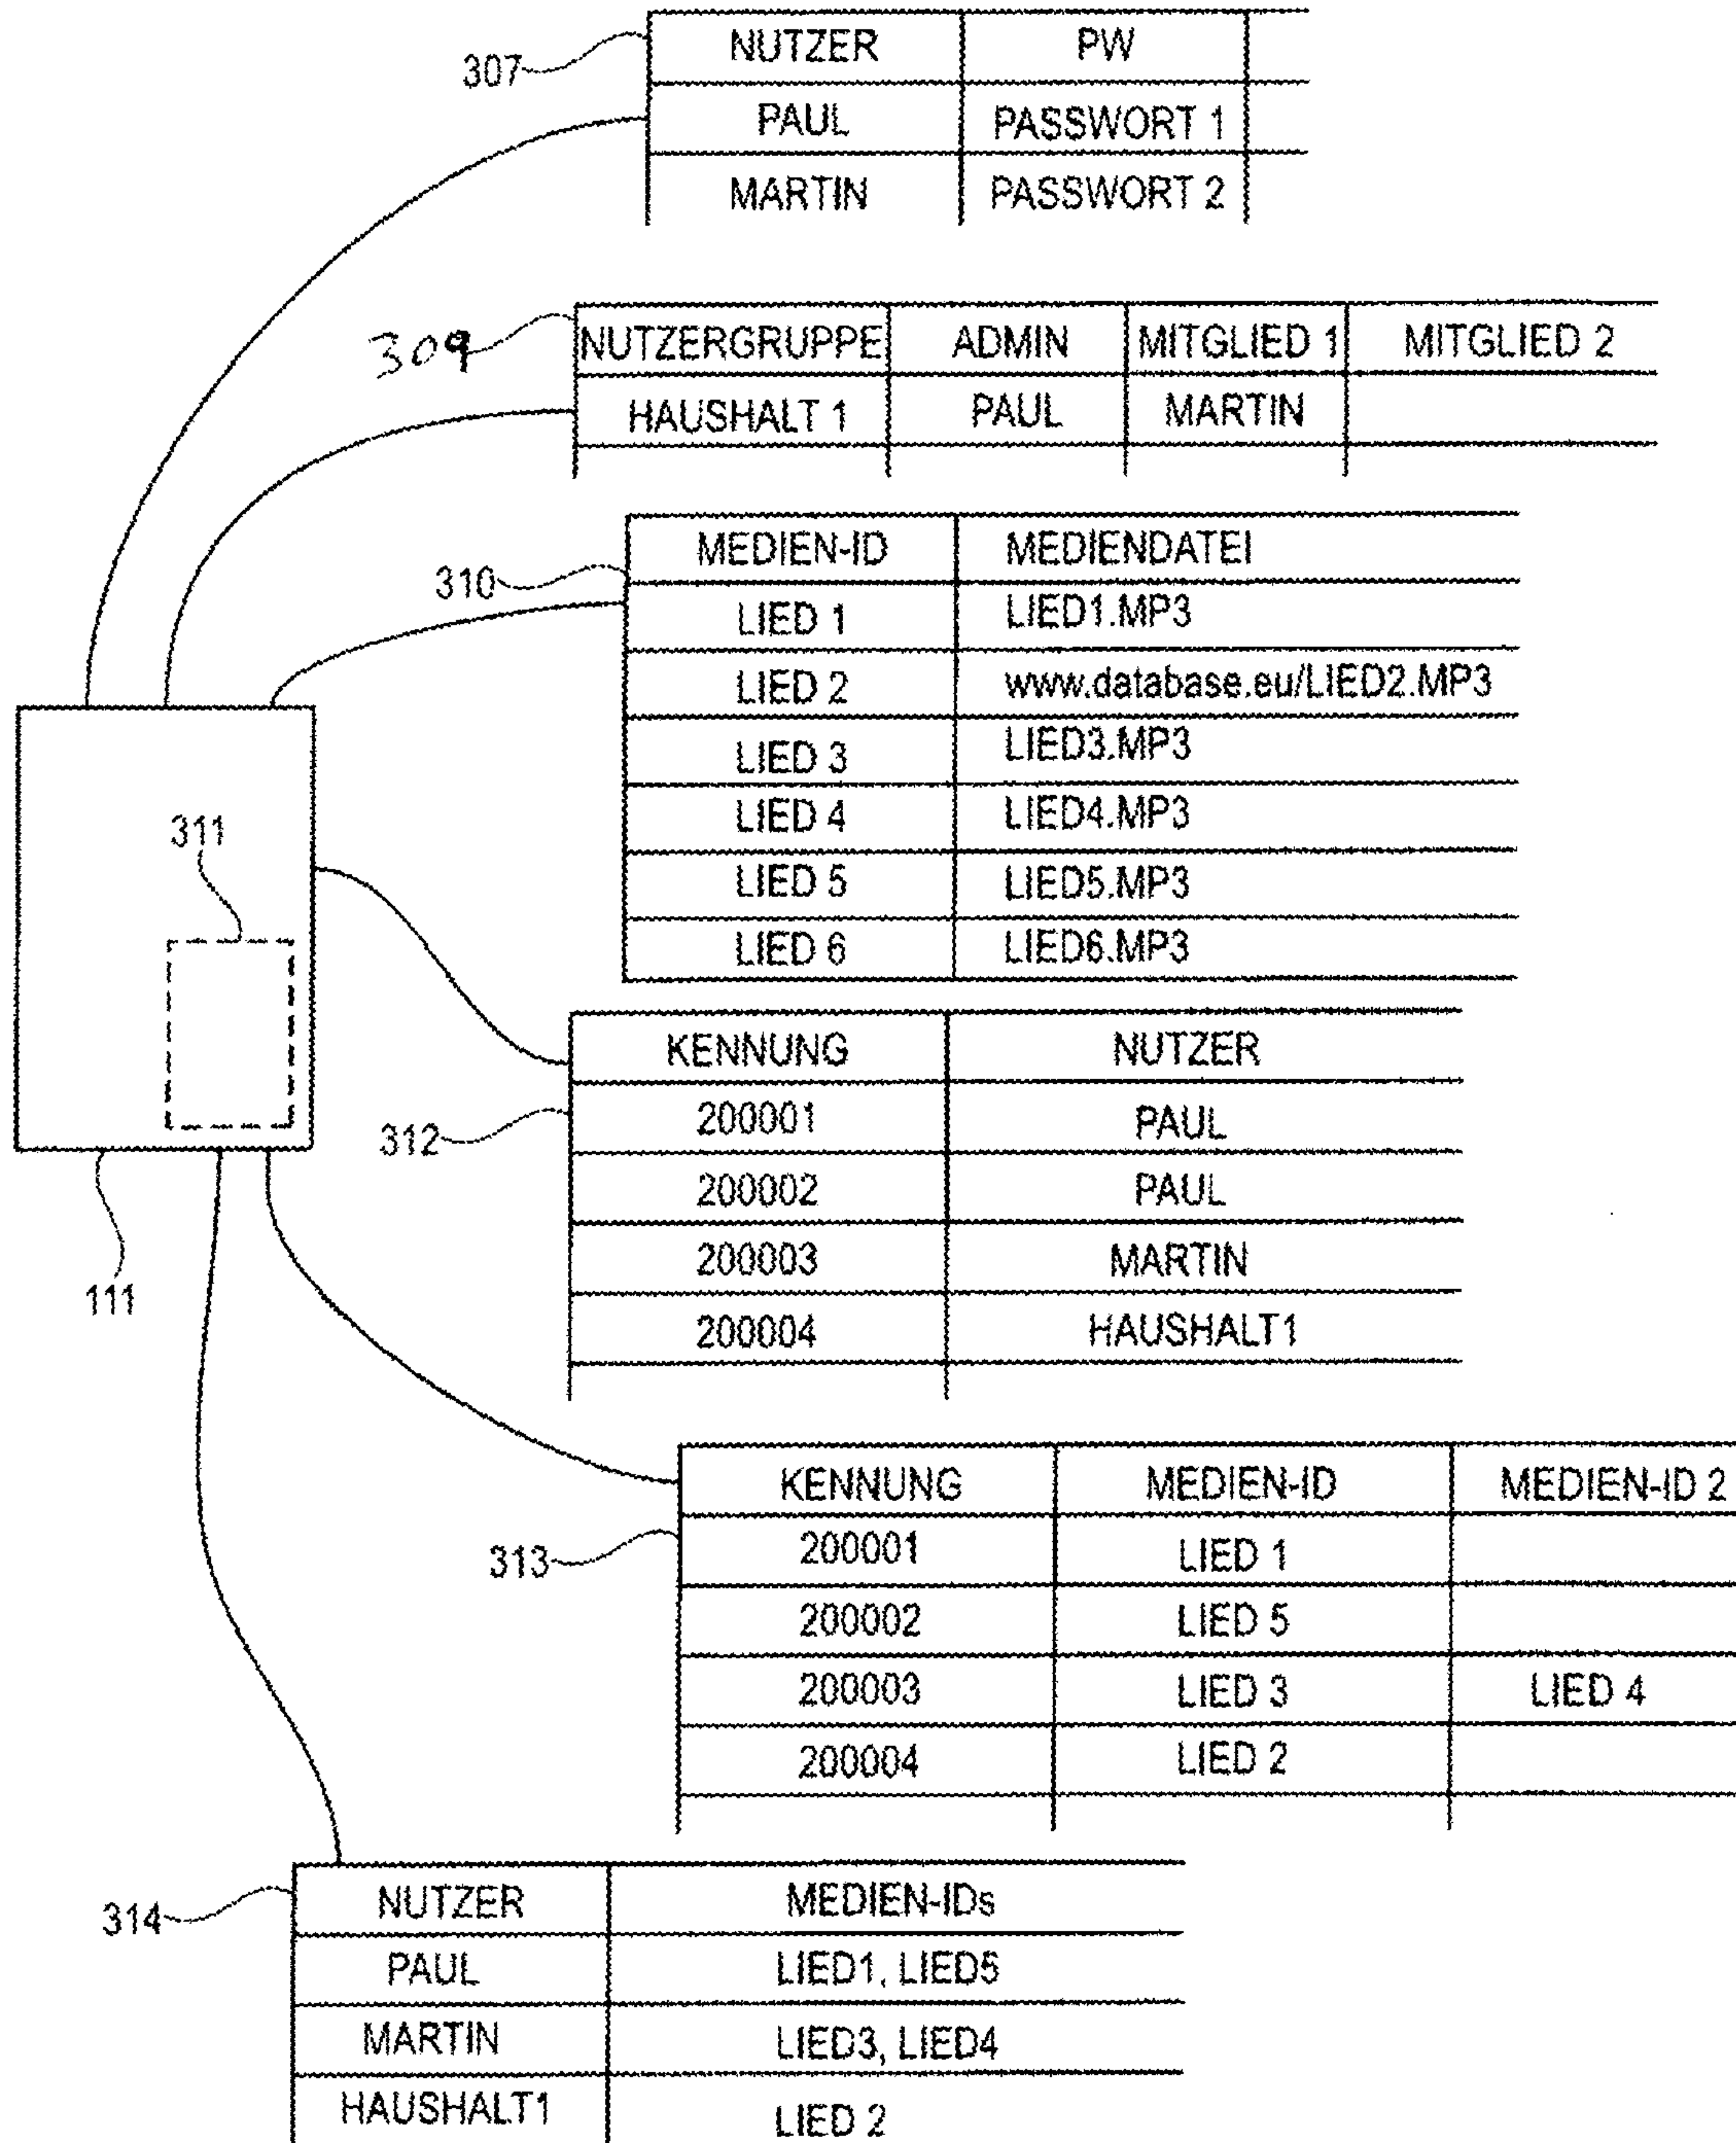 307
NUTZER PW
PAUL PASSWORT 1
MARTIN PASSWORT 2
309
NUTZERGRUPPE ADMIN MITGLIED 1 MITGLIED 2
HAUSHALT 1 PAUL MARTIN
310
MEDIEN-ID MEDIENDATEI
LIED 1 LIED1.MP3
LIED 2 www.database.eu/LIED2.MP3
LIED 3 LIED3.MP3
LIED 4 LIED4.MP3
LIED 5 LIED5.MP3
LIED 6 LIED6.MP3
311
111
312
KENNUNG NUTZER
200001 PAUL
200002 PAUL
200003 MARTIN
200004 HAUSHALT1
313
KENNUNG MEDIEN-ID MEDIEN-ID 2
200001 LIED 1
200002 LIED 5
200003 LIED 3 LIED 4
200004 LIED 2
314
NUTZER MEDIEN-IDs
PAUL LIED1, LIED5
MARTIN LIED3, LIED4
HAUSHALT1 LIED 2